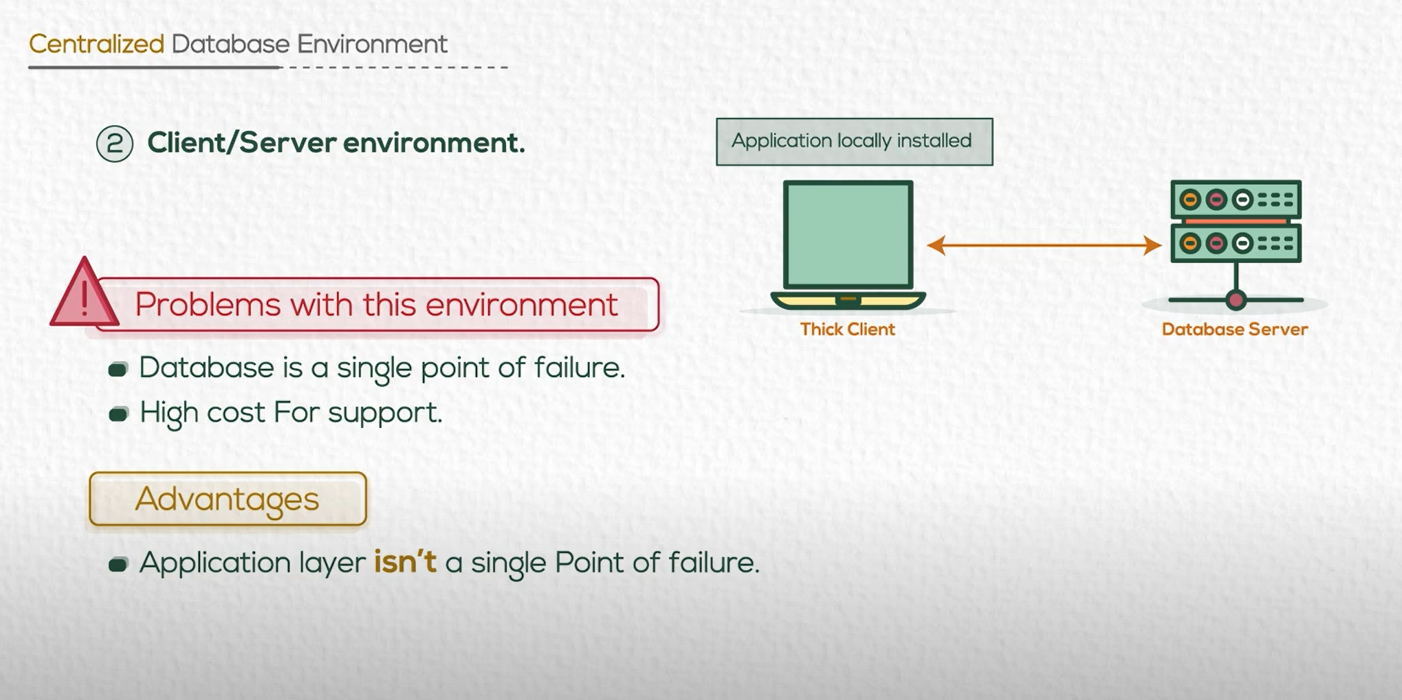 Centralized Database Environment
2 Client/Server environment.
Application locally installed
Thick Client
Database Server
! Problems with this environment
Database is a single point of failure.
High cost For support.
Advantages
Application layer isn't a single Point of failure.